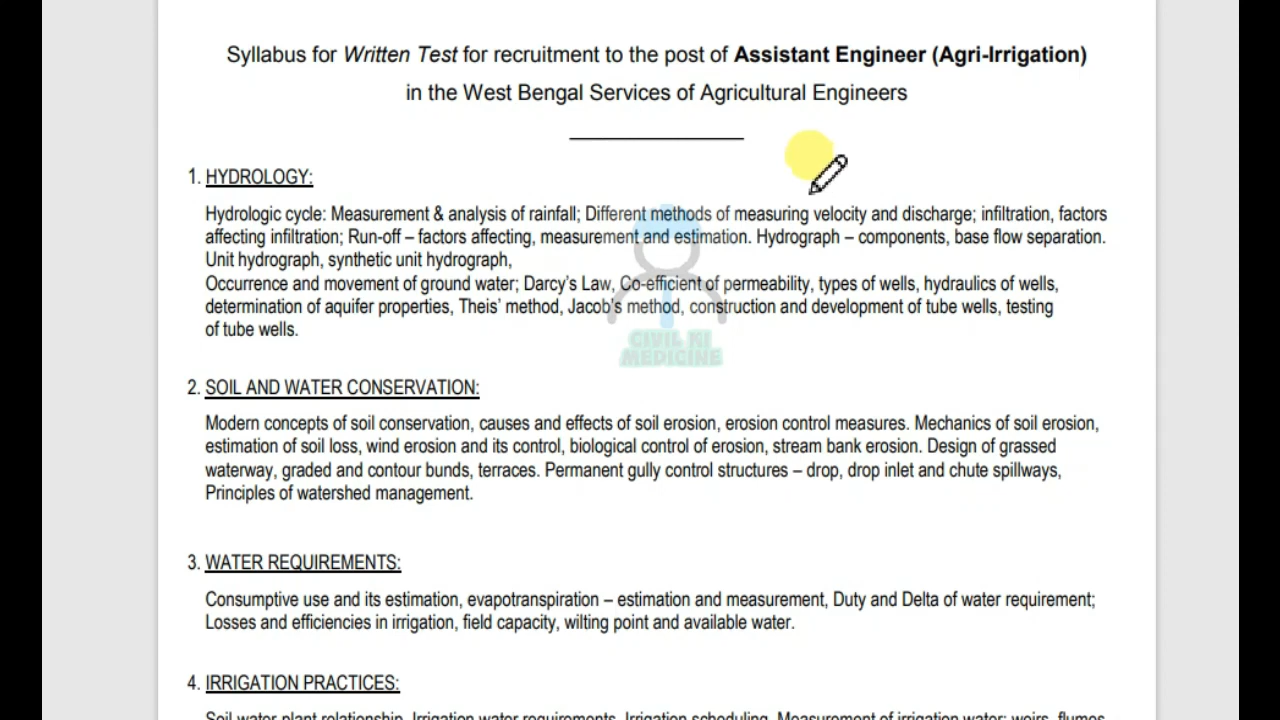 Syllabus for Written Test for recruitment to the post of Assistant Engineer (Agri-Irrigation)
in the West Bengal Services of Agricultural Engineers
1. HYDROLOGY:
Hydrologic cycle: Measurement & analysis of rainfall; Different methods of measuring velocity and discharge; infiltration, factors
affecting infiltration; Run-off – factors affecting, measurement and estimation. Hydrograph – components, base flow separation.
Unit hydrograph, synthetic unit hydrograph,
Occurrence and movement of ground water; Darcy's Law, Co-efficient of permeability, types of wells, hydraulics of wells,
determination of aquifer properties, Theis' method, Jacob's method, construction and development of tube wells, testing
of tube wells.
CIVIL KI
MEDICINE
2. SOIL AND WATER CONSERVATION:
Modern concepts of soil conservation, causes and effects of soil erosion, erosion control measures. Mechanics of soil erosion,
estimation of soil loss, wind erosion and its control, biological control of erosion, stream bank erosion. Design of grassed
waterway, graded and contour bunds, terraces. Permanent gully control structures – drop, drop inlet and chute spillways,
Principles of watershed management.
3. WATER REQUIREMENTS:
Consumptive use and its estimation, evapotranspiration – estimation and measurement, Duty and Delta of water requirement;
Losses and efficiencies in irrigation, field capacity, wilting point and available water.
4. IRRIGATION PRACTICES:
Soil water plant relationship, Irrigation water requirements, Irrigation scheduling, Measurement of irrigation water: weirs, flumes